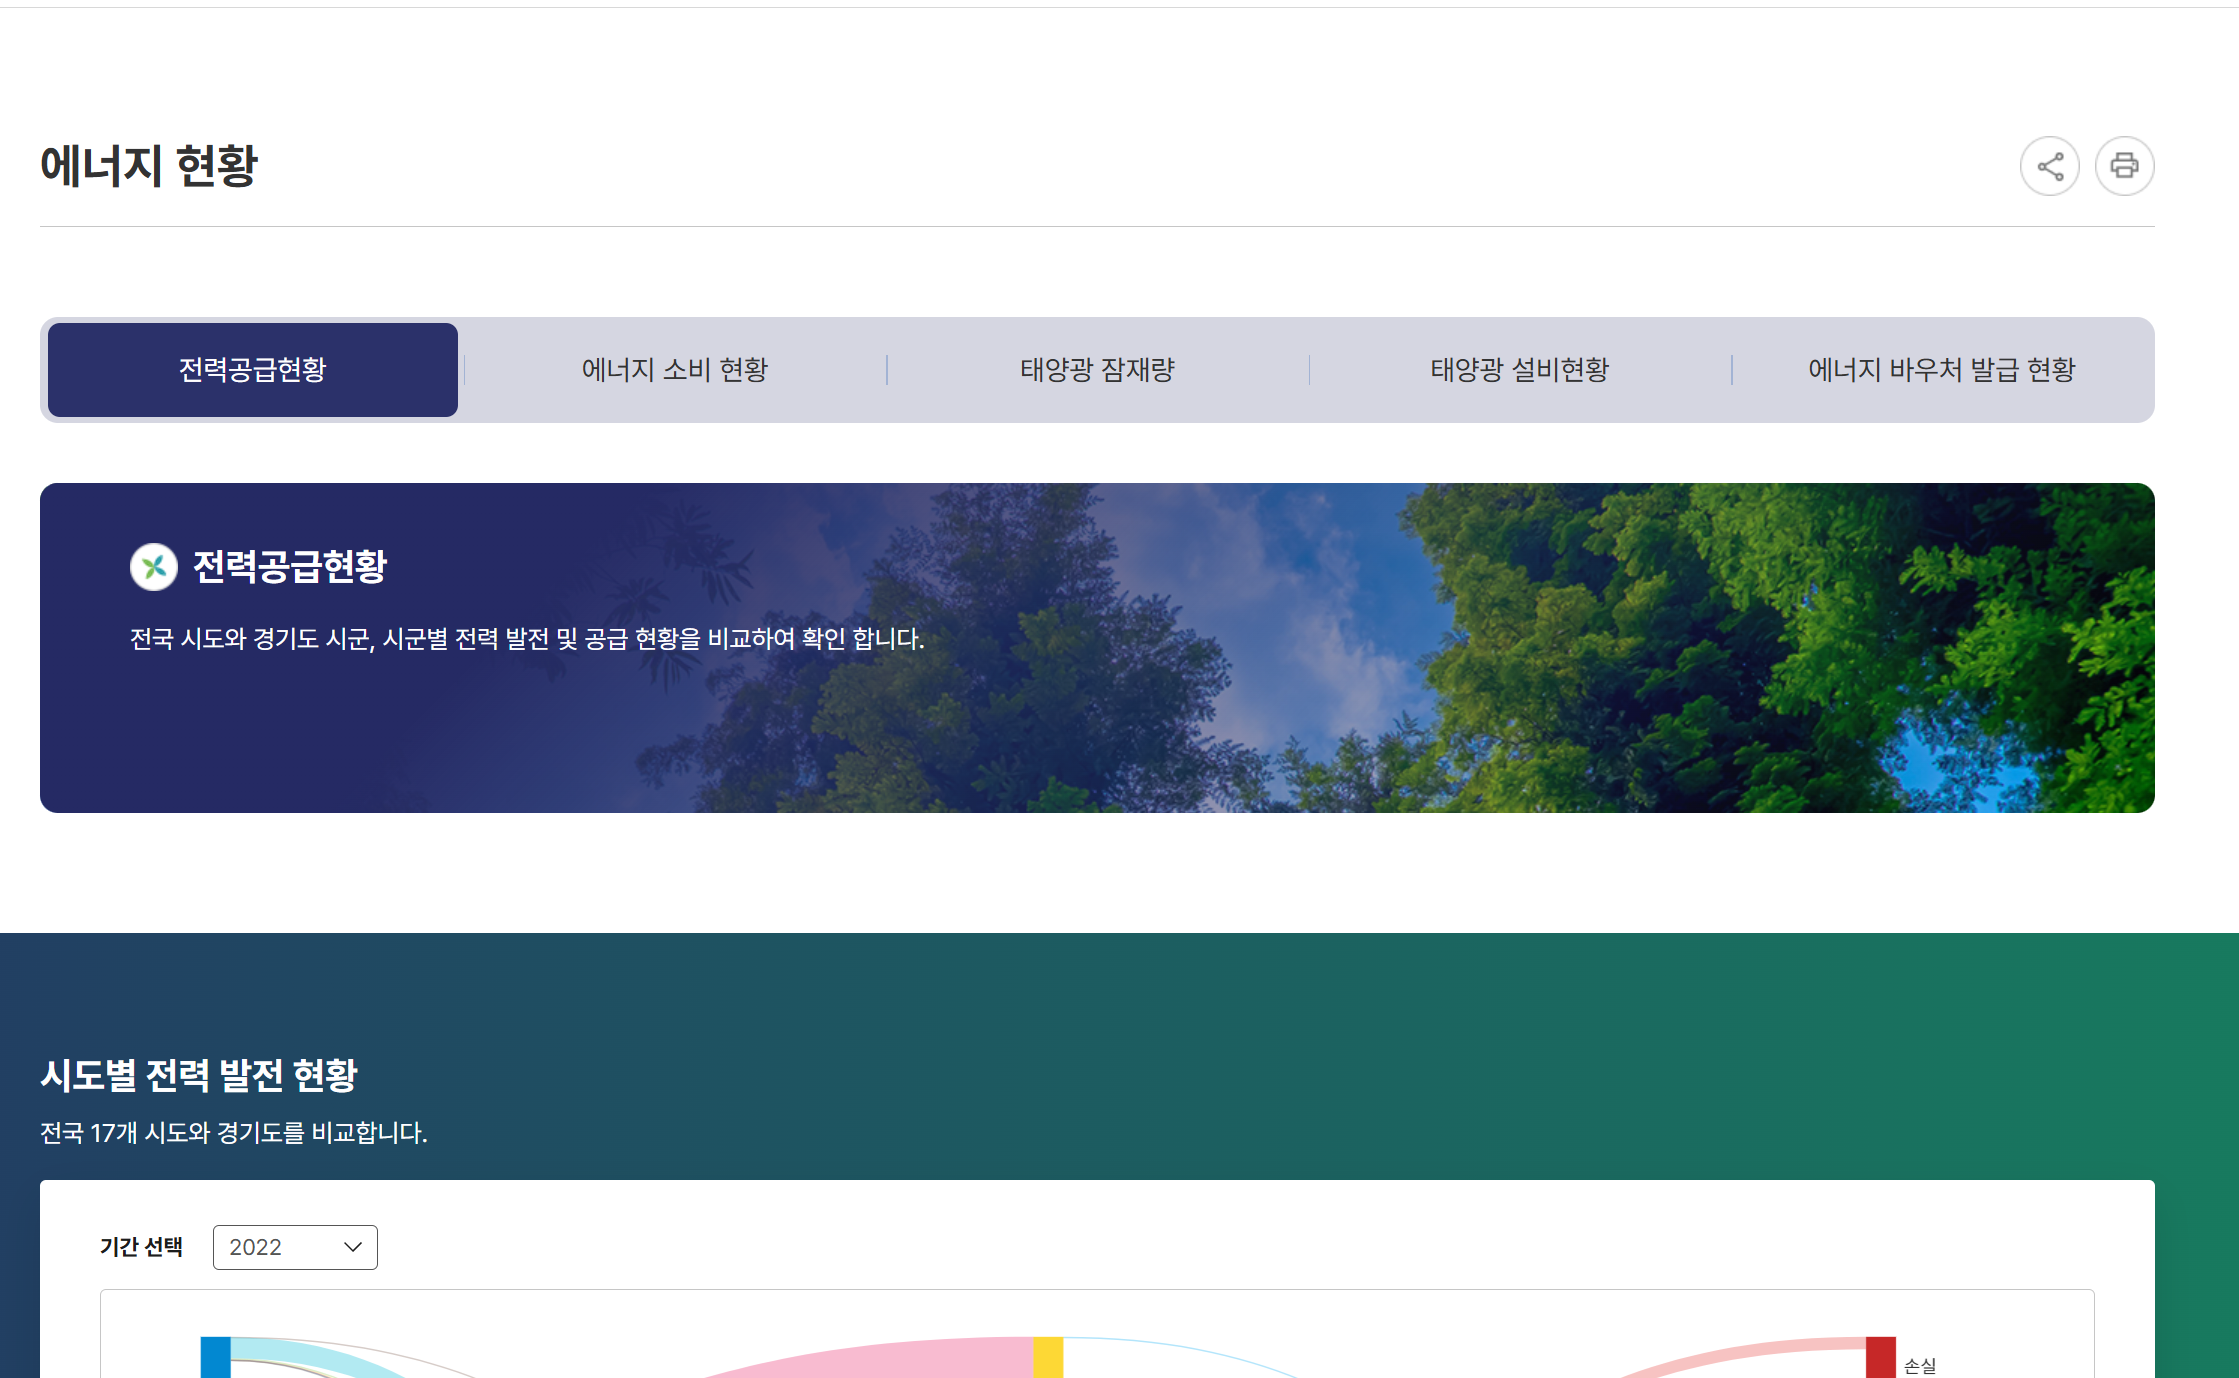 에너지 현황
전력공급현황
에너지 소비 현황
태양광 잠재량
태양광 설비현황
에너지 바우처 발급 현황
전력공급현황
전국 시도와 경기도 시군, 시군별 전력 발전 및 공급 현황을 비교하여 확인 합니다.
시도별 전력 발전 현황
전국 17개 시도와 경기도를 비교합니다.
기간 선택 2022
손실